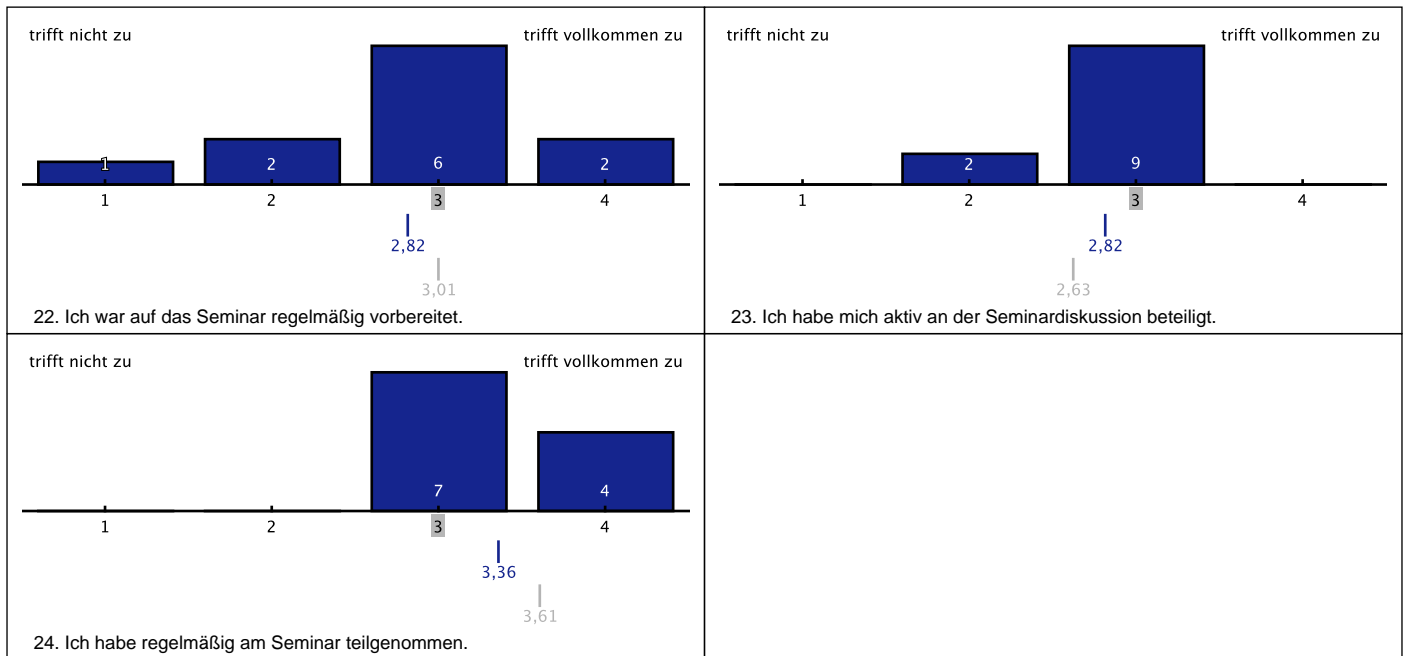 trifft nicht zu trifft vollkommen zu
1 2 6 2
1 2 3 4
2,82
3,01
22. Ich war auf das Seminar regelmäßig vorbereitet.
trifft nicht zu trifft vollkommen zu
2 9
1 2 3 4
2,82
2,63
23. Ich habe mich aktiv an der Seminardiskussion beteiligt.
trifft nicht zu trifft vollkommen zu
7 4
1 2 3 4
3,36
3,61
24. Ich habe regelmäßig am Seminar teilgenommen.